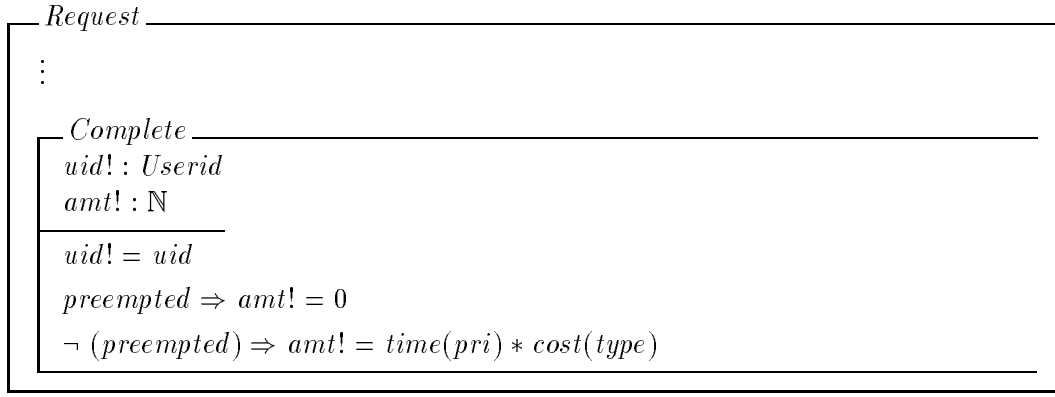 Request
⋮
Complete
uid! : Userid
amt! : ℕ
uid! = uid
preempted ⇒ amt! = 0
¬ (preempted) ⇒ amt! = time(pri) * cost(type)